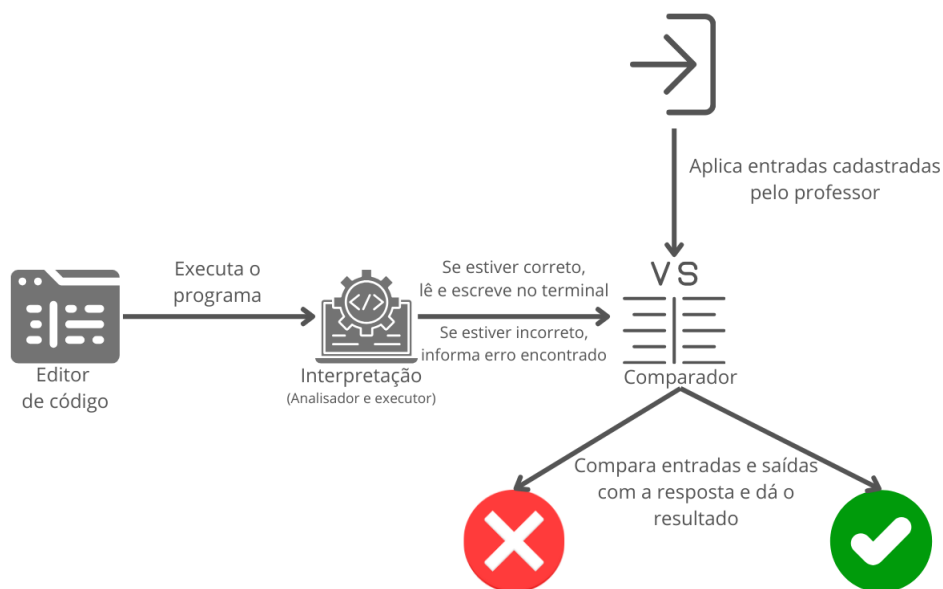 Aplica entradas cadastradas
pelo professor
VS
Executa o
programa
Se estiver correto,
lê e escreve no terminal
</>
Se estiver incorreto,
informa erro encontrado
Editor
de código
Interpretação
(Analisador e executor)
Comparador
Compara entradas e saídas
com a resposta e dá o
resultado